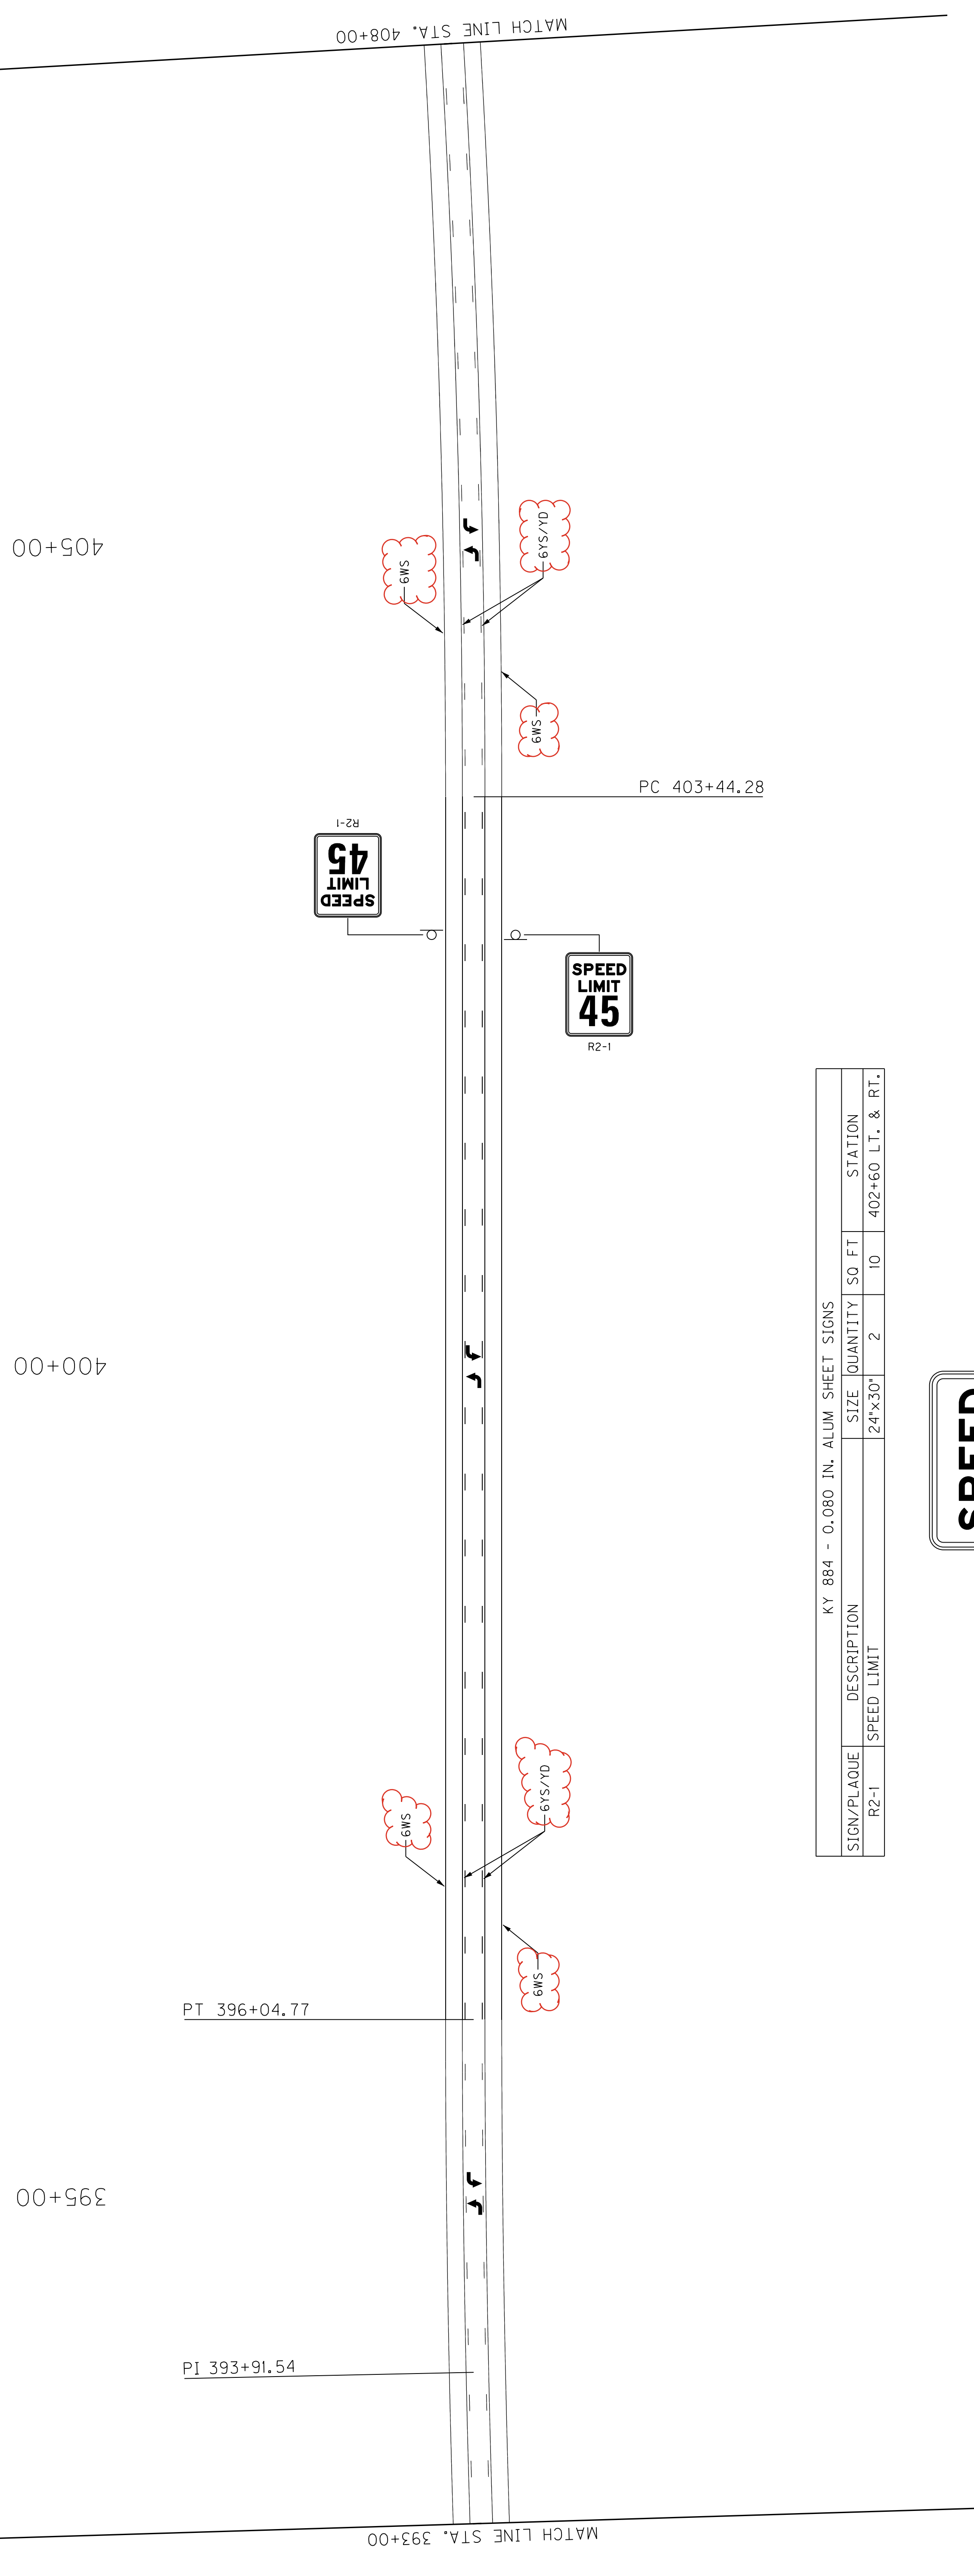 MATCH LINE STA. 408+00
405+00
6WS
6YS/YD
6WS
PC 403+44.28
R2-1
SPEED
LIMIT
45
SPEED
LIMIT
45
R2-1
400+00
KY 884 - 0.080 IN. ALUM SHEET SIGNS
SIGN/PLAQUE DESCRIPTION SIZE QUANTITY SQ FT STATION
R2-1 SPEED LIMIT 24"x30" 2 10 402+60 LT. & RT.
SPEED
6WS
6YS/YD
6WS
PT 396+04.77
395+00
PI 393+91.54
MATCH LINE STA. 393+00